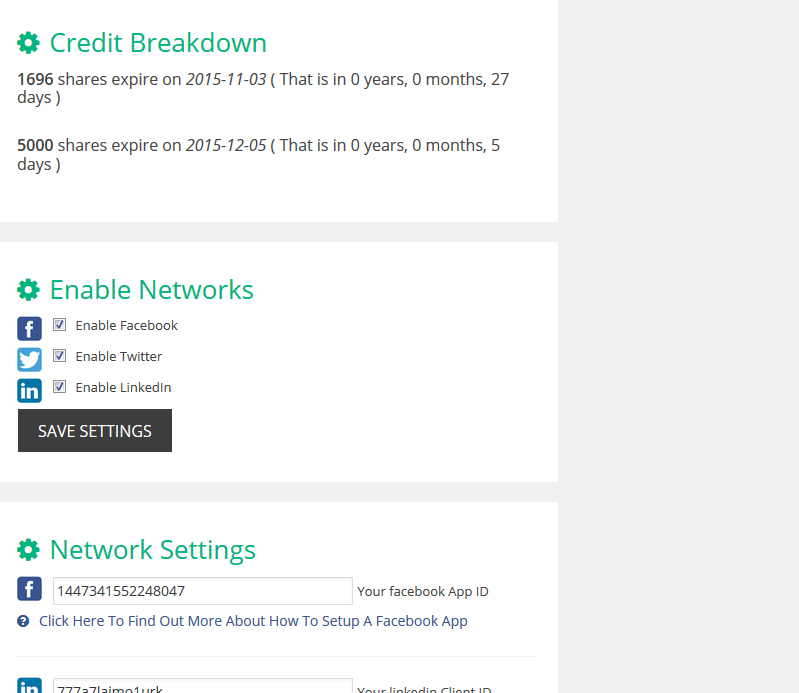 Credit Breakdown
1696 shares expire on 2015-11-03 ( That is in 0 years, 0 months, 27
days )
5000 shares expire on 2015-12-05 ( That is in 0 years, 0 months, 5
days )
Enable Networks
Enable Facebook
Enable Twitter
in Enable LinkedIn
SAVE SETTINGS
Network Settings
1447341552248047 Your facebook App ID
Click Here To Find Out More About How To Setup A Facebook App
in Your linkedin Client ID